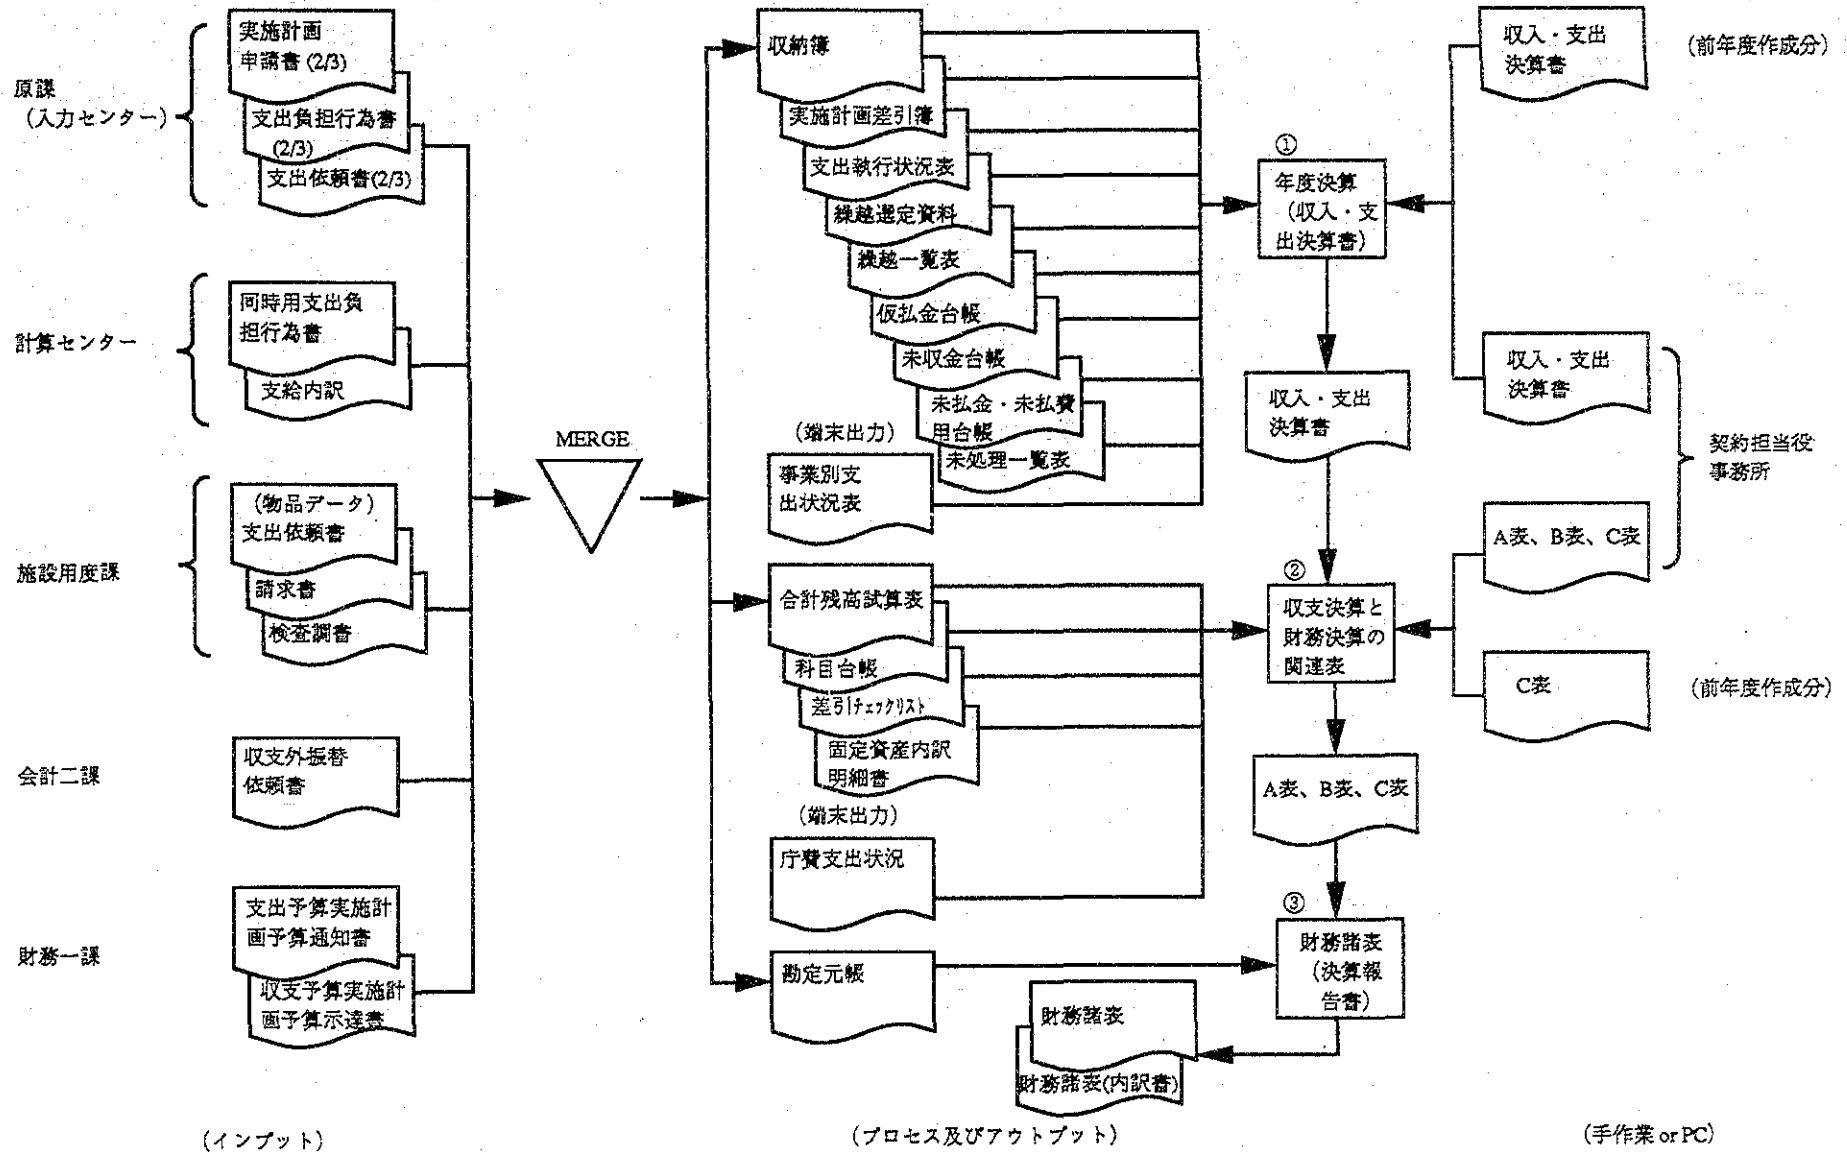 原課
（入力センター）
実施計画
申請書 (2/3)
支出負担行為書
(2/3)
支出依頼書(2/3)
計算センター
同時用支出負
担行為書
支給内訳
施設用度課
（物品データ）
支出依頼書
請求書
検査調書
会計二課
収支外振替
依頼書
財務一課
支出予算実施計
画予算通知書
収支予算実施計
画予算示達書
（インプット）
MERGE
収納簿
実施計画差引簿
支出執行状況表
繰越選定資料
繰越一覧表
仮払金台帳
未収金台帳
未払金・未払費
用台帳
未処理一覧表
（端末出力）
事業別支
出状況表
合計残高試算表
科目台帳
差引チェックリスト
固定資産内訳
明細書
（端末出力）
庁費支出状況
勘定元帳
①
年度決算
（収入・支
出決算書）
収入・支出
決算書
②
収支決算と
財務決算の
関連表
A表、B表、C表
③
財務諸表
（決算報
告書）
財務諸表
財務諸表(内訳書)
（プロセス及びアウトプット）
収入・支出
決算書
（前年度作成分）
収入・支出
決算書
契約担当役
事務所
A表、B表、C表
C表
（前年度作成分）
（手作業 or PC）